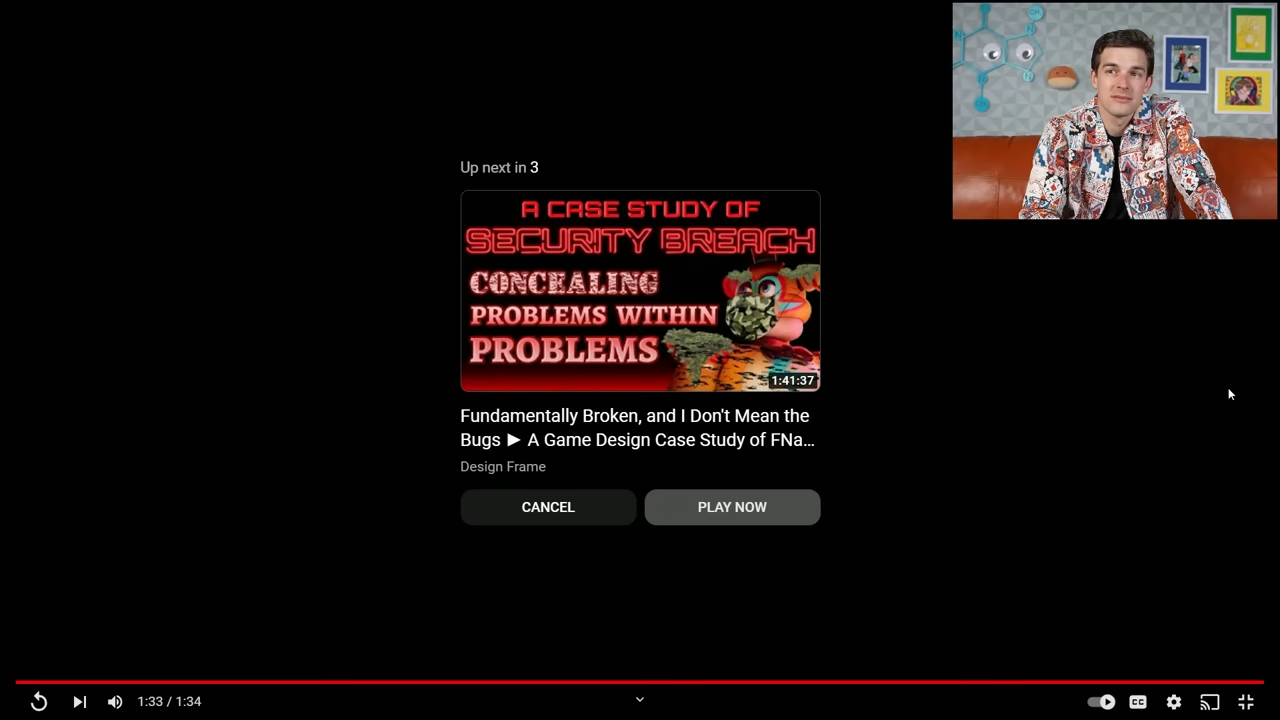 Up next in 3
A CASE STUDY OF
SECURITY BREACH
CONCEALING
PROBLEMS WITHIN
PROBLEMS
1:41:37
Fundamentally Broken, and I Don't Mean the
Bugs ► A Game Design Case Study of FNa...
Design Frame
CANCEL
PLAY NOW
1:33 / 1:34
CC